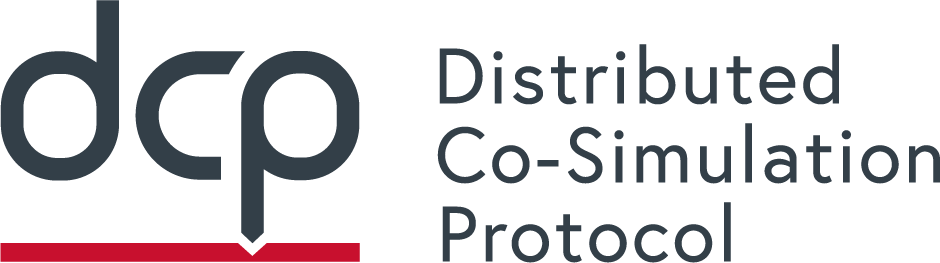 dcp
Distributed
Co-Simulation
Protocol